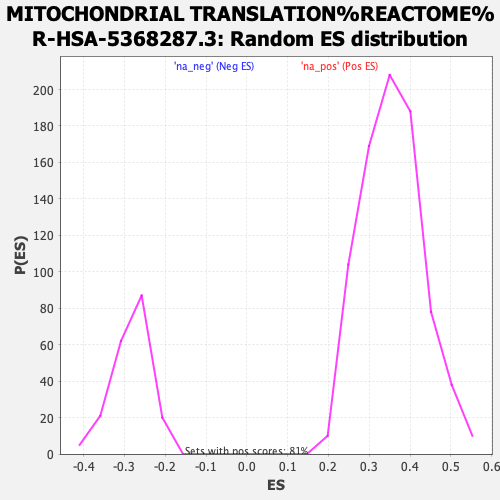 MITOCHONDRIAL TRANSLATION%REACTOME%
R-HSA-5368287.3: Random ES distribution
'na_neg' (Neg ES)
'na_pos' (Pos ES)
200
180
160
140
120
100
80
60
40
20
0
P(ES)
Sets with pos scores: 81%
-0.4 -0.3 -0.2 -0.1 0.0 0.1 0.2 0.3 0.4 0.5 0.6
ES